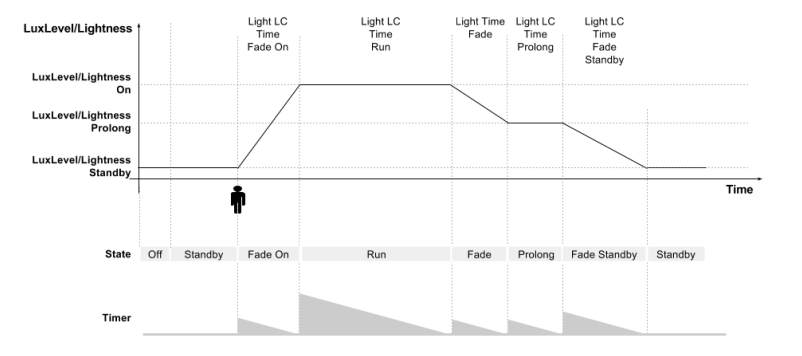 Light LC
Time
Fade On
Light LC
Time
Run
Light Time
Fade
Light LC
Time
Prolong
Light LC
Time
Fade
Standby
LuxLevel/Lightness
LuxLevel/Lightness
On
LuxLevel/Lightness
Prolong
LuxLevel/Lightness
Standby
Time
State Off Standby Fade On Run Fade Prolong Fade Standby Standby
Timer